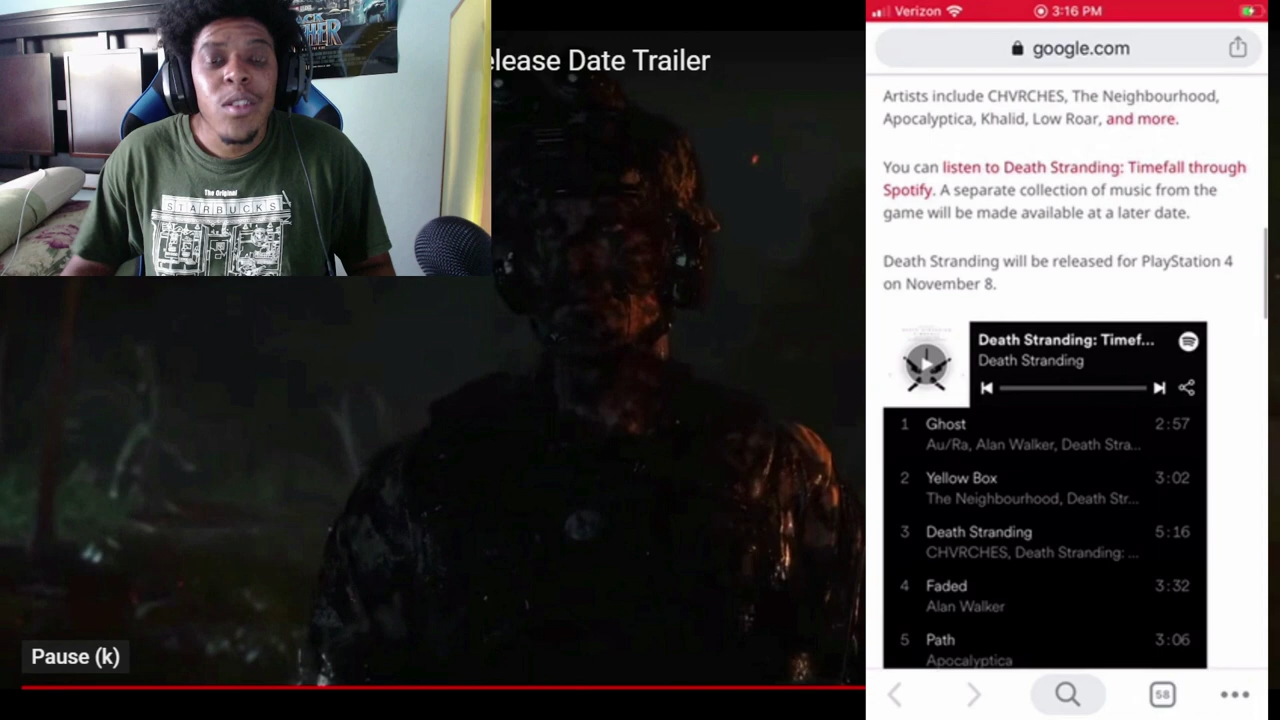 elease Date Trailer
The Original
STARBUCKS
Pause (k)
Verizon
3:16 PM
google.com
Artists include CHVRCHES, The Neighbourhood,
Apocalyptica, Khalid, Low Roar, and more.
You can listen to Death Stranding: Timefall through
Spotify. A separate collection of music from the
game will be made available at a later date.
Death Stranding will be released for PlayStation 4
on November 8.
Death Stranding: Timef...
Death Stranding
1 Ghost 2:57
Au/Ra, Alan Walker, Death Stra...
2 Yellow Box 3:02
The Neighbourhood, Death Str...
3 Death Stranding 5:16
CHVRCHES, Death Stranding: ...
4 Faded 3:32
Alan Walker
5 Path 3:06
Apocalyptica
58